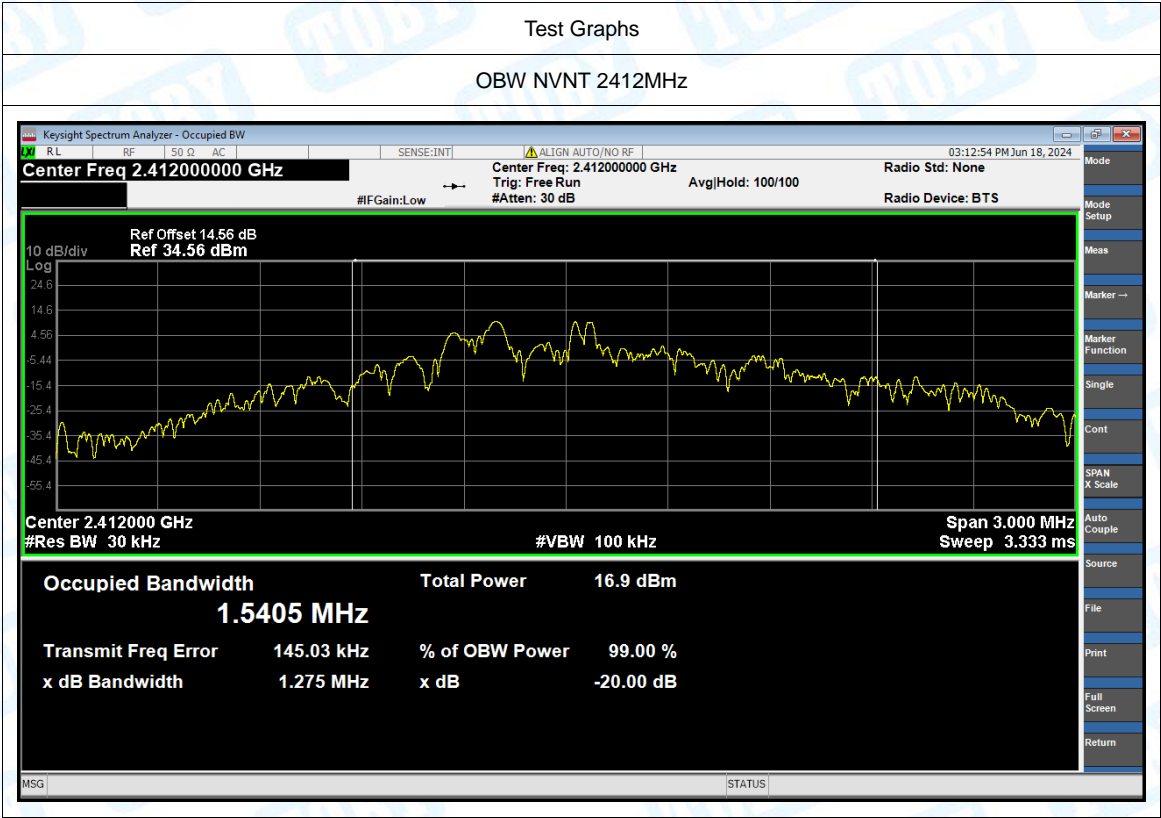 Test Graphs
OBW NVNT 2412MHz
Keysight Spectrum Analyzer - Occupied BW
LXI RL RF 50 Ω AC SENSE:INT ALIGN AUTO/NO RF 03:12:54 PM Jun 18, 2024
Center Freq 2.412000000 GHz
Center Freq: 2.412000000 GHz Radio Std: None
Trig: Free Run Avg|Hold: 100/100
#IFGain:Low #Atten: 30 dB Radio Device: BTS
Ref Offset 14.56 dB
10 dB/div Ref 34.56 dBm
Log
24.6
14.6
4.56
-5.44
-15.4
-25.4
-35.4
-45.4
-55.4
Center 2.412000 GHz Span 3.000 MHz
#Res BW 30 kHz #VBW 100 kHz Sweep 3.333 ms
Occupied Bandwidth Total Power 16.9 dBm
1.5405 MHz
Transmit Freq Error 145.03 kHz % of OBW Power 99.00 %
x dB Bandwidth 1.275 MHz x dB -20.00 dB
MSG STATUS
Mode
Mode
Setup
Meas
Marker →
Marker
Function
Single
Cont
SPAN
X Scale
Auto
Couple
Source
File
Print
Full
Screen
Return
TOBY
TOBY
TOBY